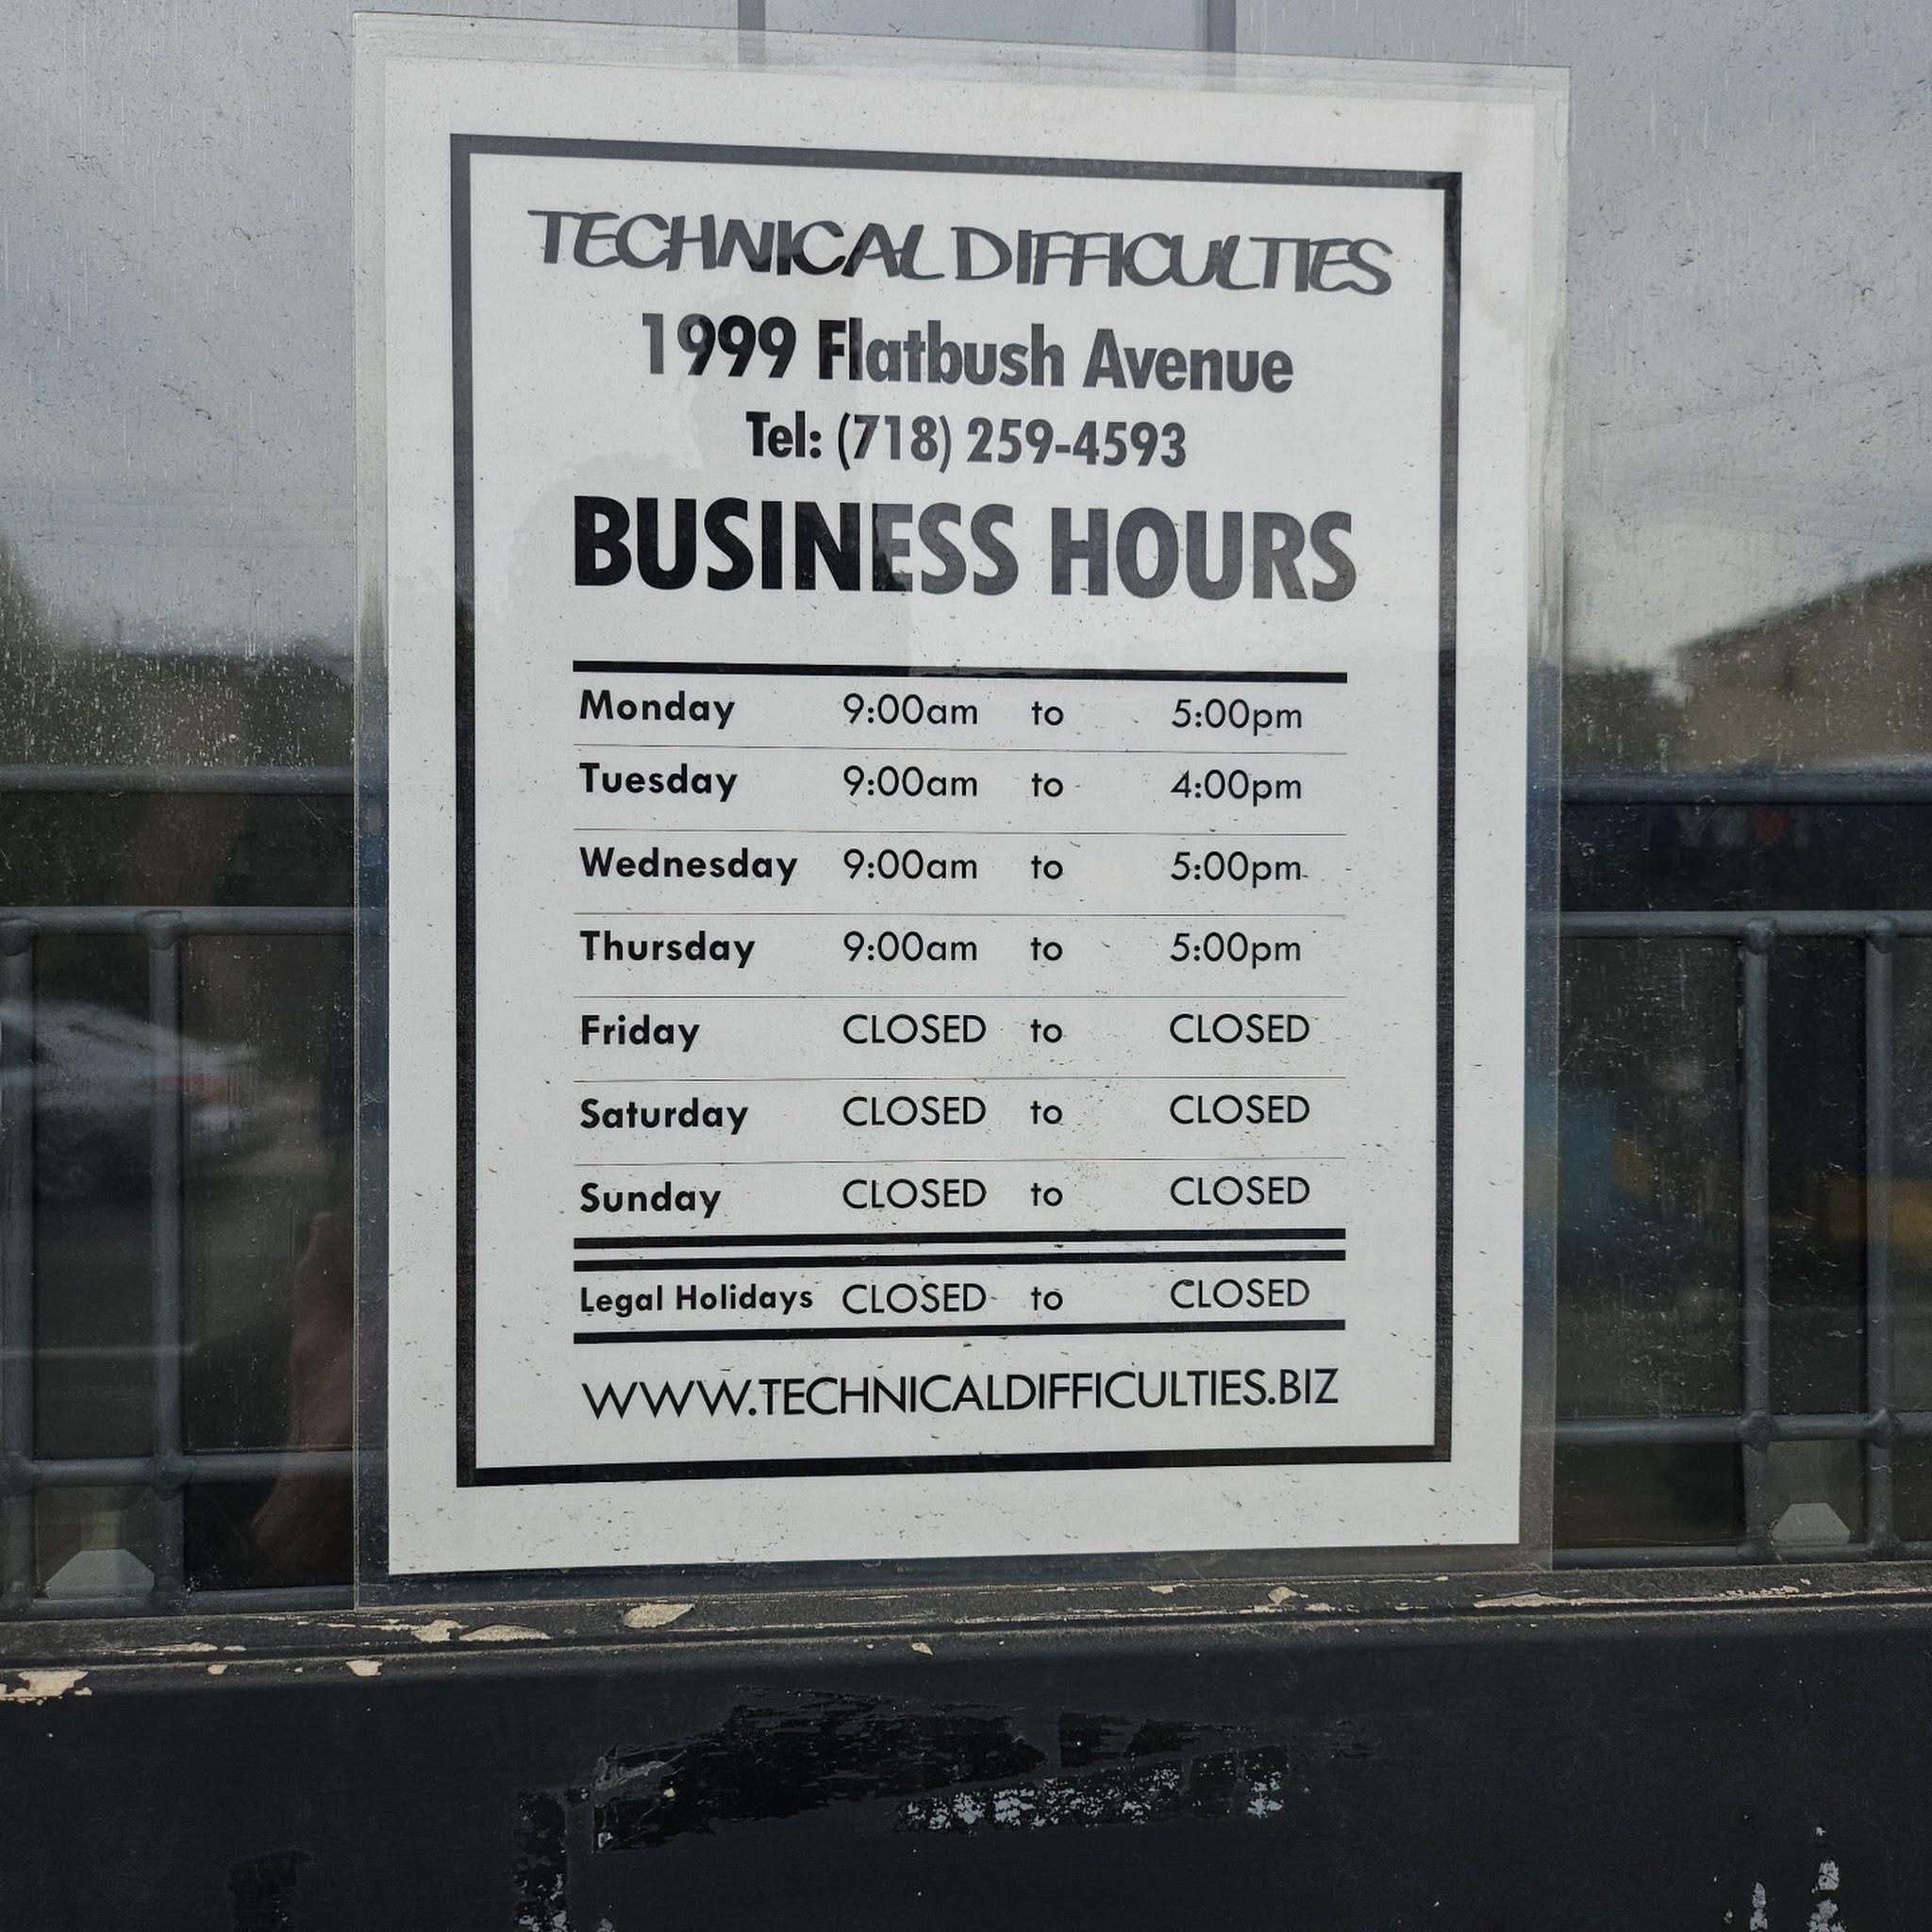 TECHNICAL DIFFICULTIES
1999 Flatbush Avenue
Tel: (718) 259-4593
BUSINESS HOURS
Monday 9:00am to 5:00pm
Tuesday 9:00am to 4:00pm
Wednesday 9:00am to 5:00pm
Thursday 9:00am to 5:00pm
Friday CLOSED to CLOSED
Saturday CLOSED to CLOSED
Sunday CLOSED to CLOSED
Legal Holidays CLOSED to CLOSED
WWW.TECHNICALDIFFICULTIES.BIZ